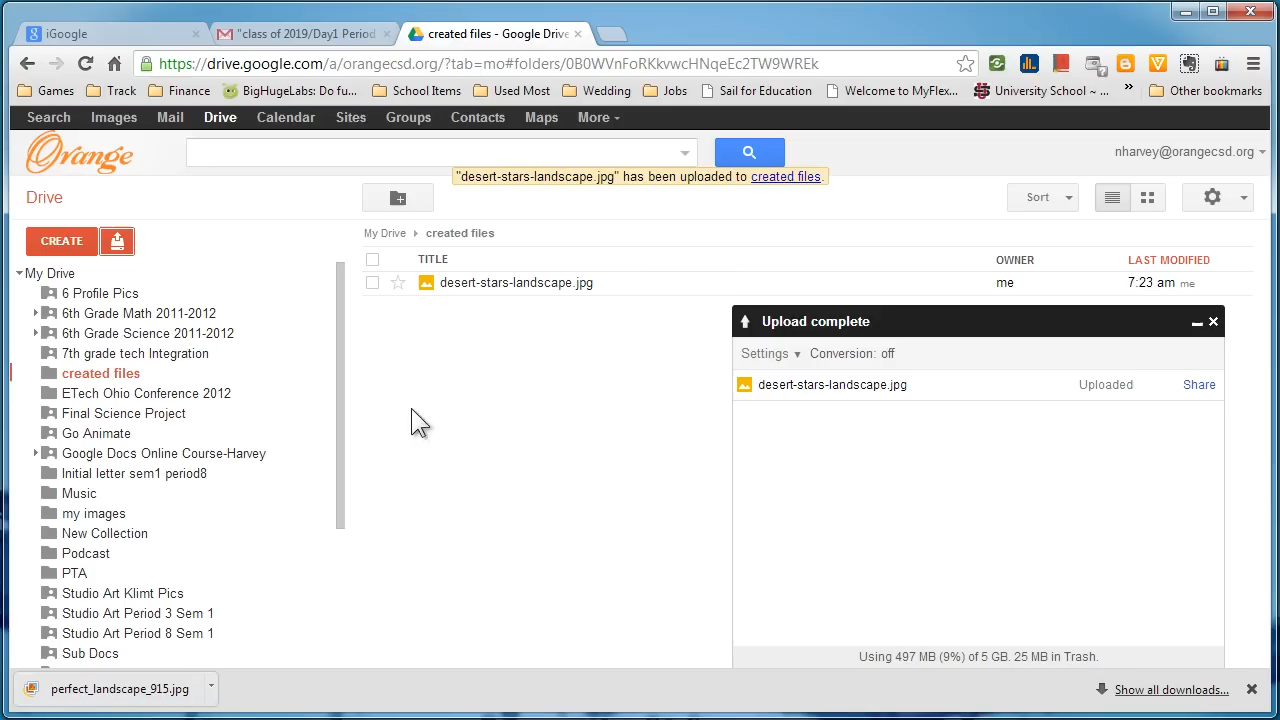 iGoogle
"class of 2019/Day1 Period
created files - Google Drive
https://drive.google.com/a/orangecsd.org/?tab=mo#folders/0B0WVnFoRKkvwcHNqeEc2TW9WREk
Games Track Finance BigHugeLabs: Do fu... School Items Used Most Wedding Jobs Sail for Education Welcome to MyFlex... University School ~ ... » Other bookmarks
Search Images Mail Drive Calendar Sites Groups Contacts Maps More
Orange
nharvey@orangecsd.org
"desert-stars-landscape.jpg" has been uploaded to created files.
Drive
Sort
CREATE
My Drive created files
TITLE OWNER LAST MODIFIED
desert-stars-landscape.jpg me 7:23 am me
My Drive
6 Profile Pics
6th Grade Math 2011-2012
6th Grade Science 2011-2012
7th grade tech Integration
created files
ETech Ohio Conference 2012
Final Science Project
Go Animate
Google Docs Online Course-Harvey
Initial letter sem1 period8
Music
my images
New Collection
Podcast
PTA
Studio Art Klimt Pics
Studio Art Period 3 Sem 1
Studio Art Period 8 Sem 1
Sub Docs
Upload complete
Settings Conversion: off
desert-stars-landscape.jpg Uploaded Share
Using 497 MB (9%) of 5 GB. 25 MB in Trash.
perfect_landscape_915.jpg
Show all downloads...